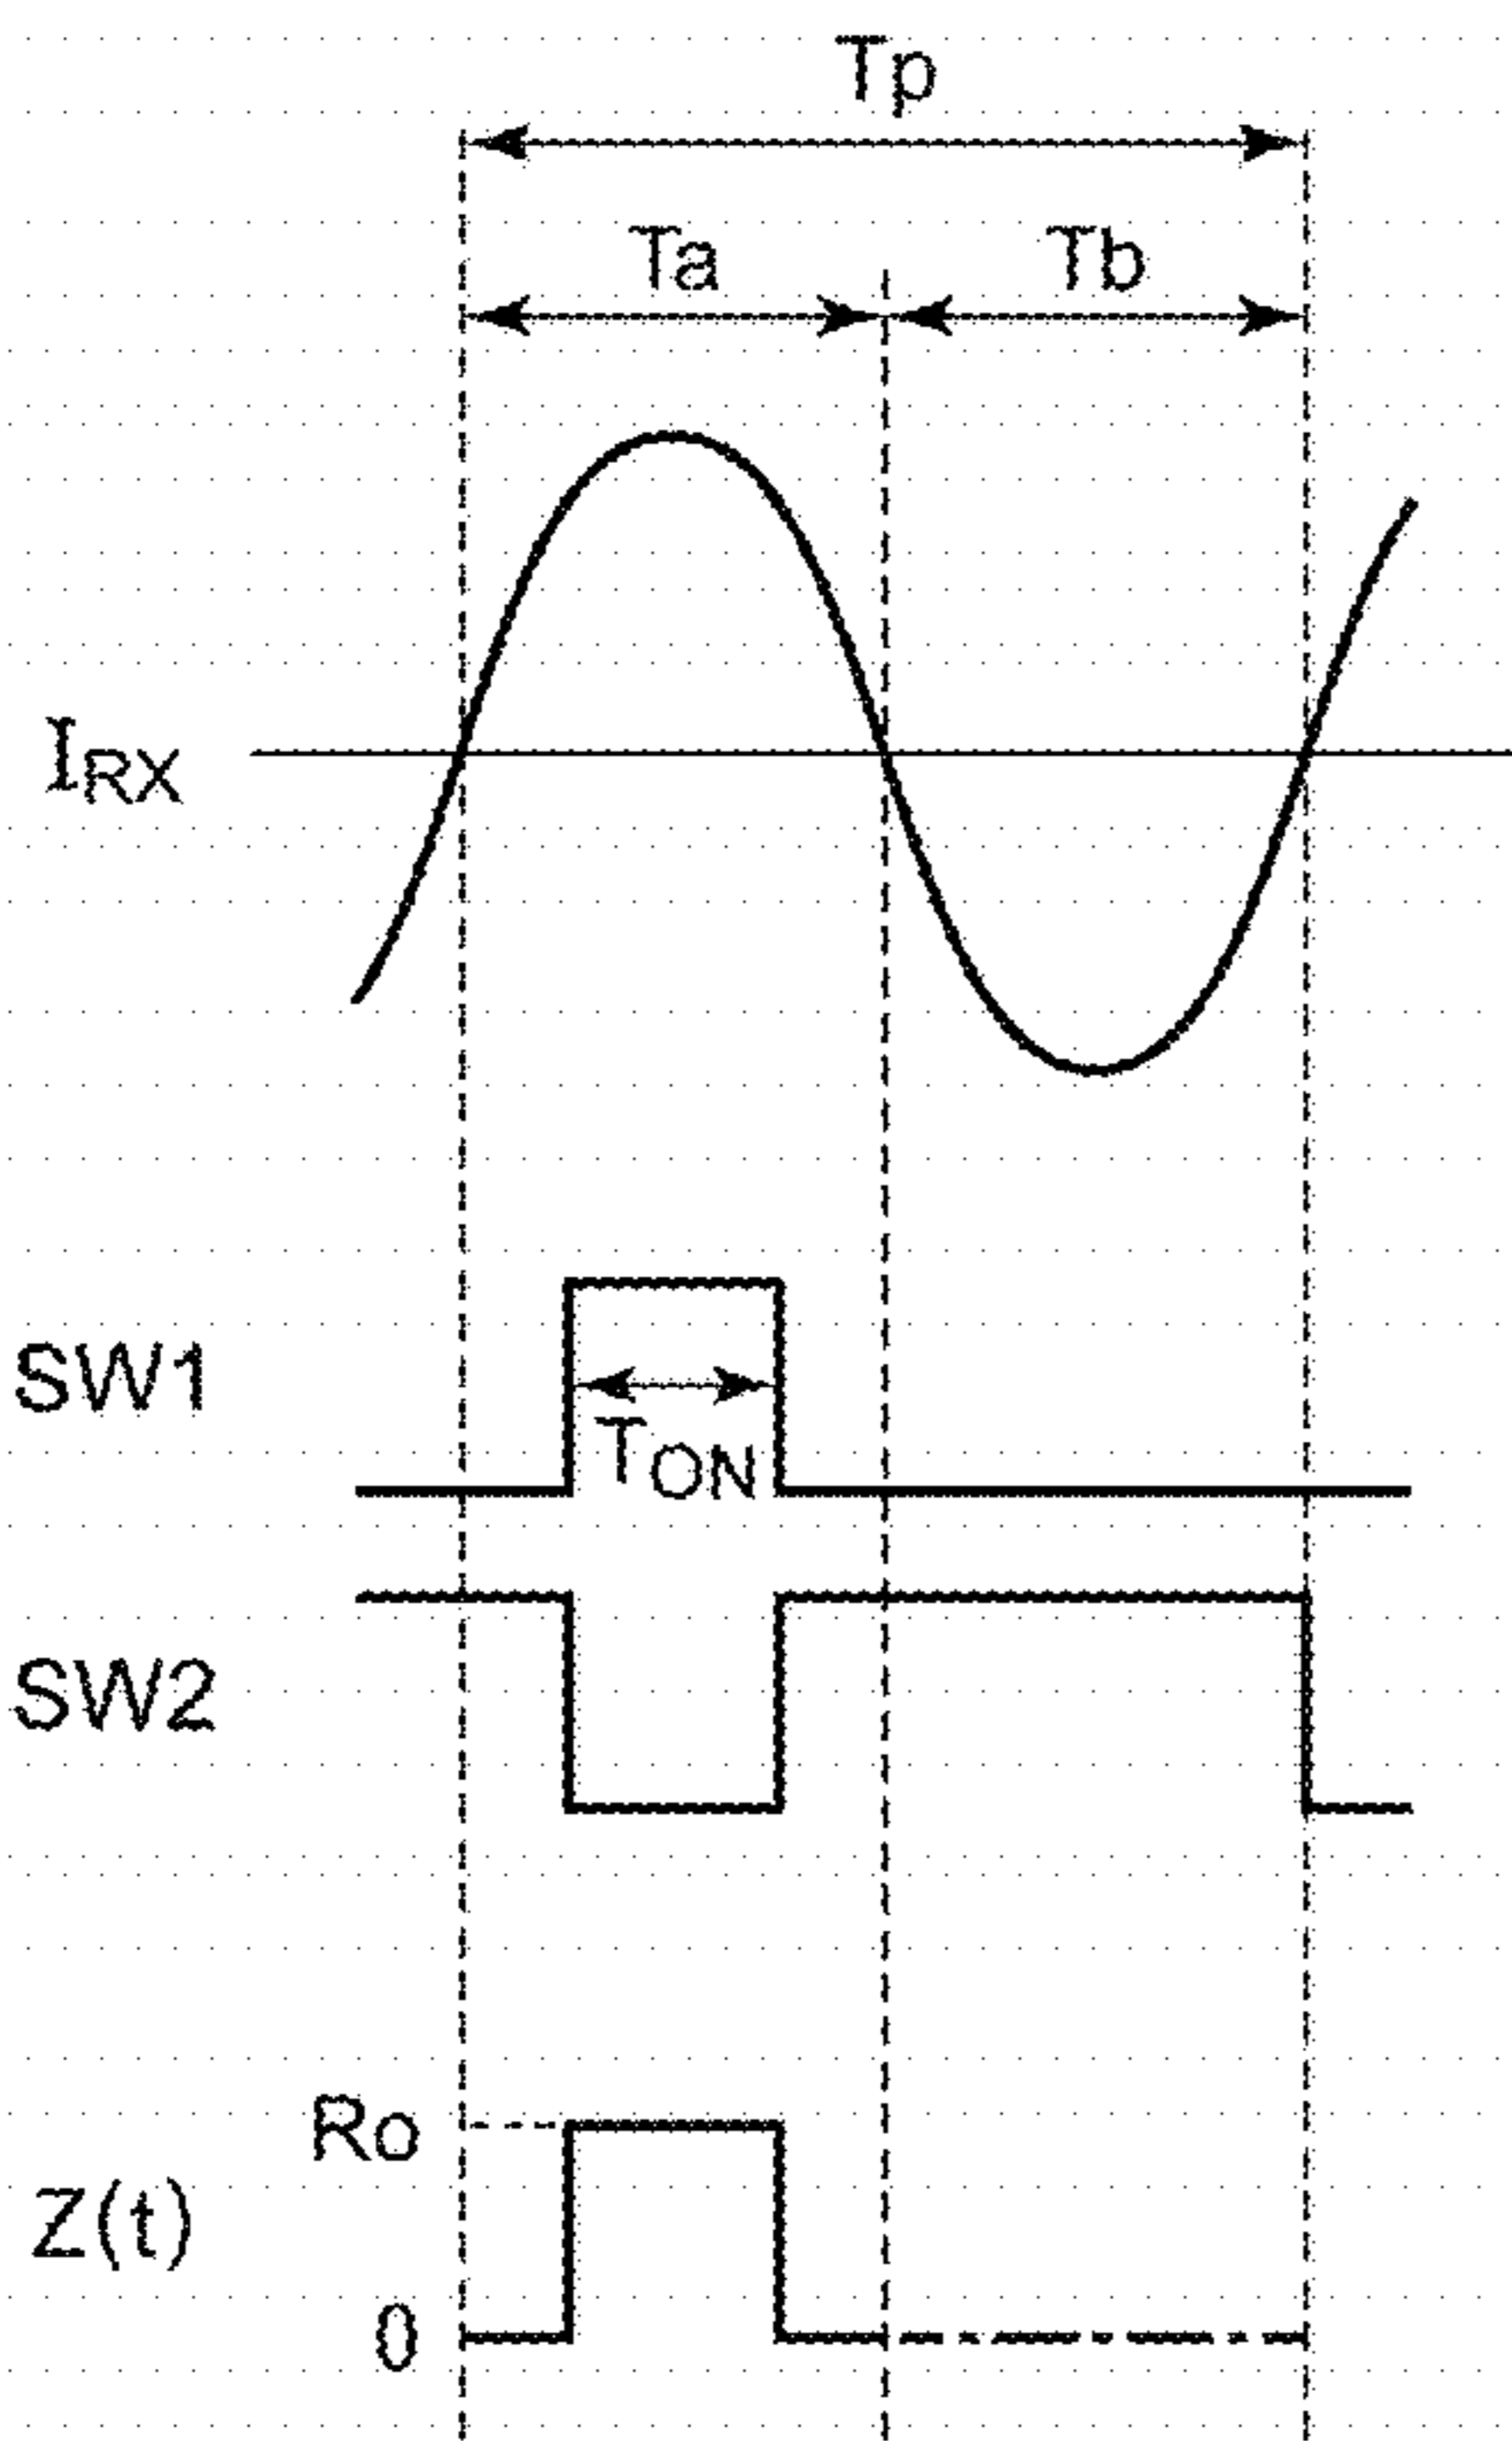 Tp
Ta Tb
IRX
SW1
TON
SW2
Ro
Z(t)
0